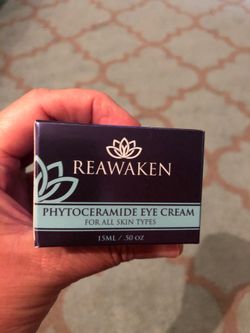 REAWAKEN
PHYTOCERAMIDE EYE CREAM
FOR ALL SKIN TYPES
15ML / .50 OZ